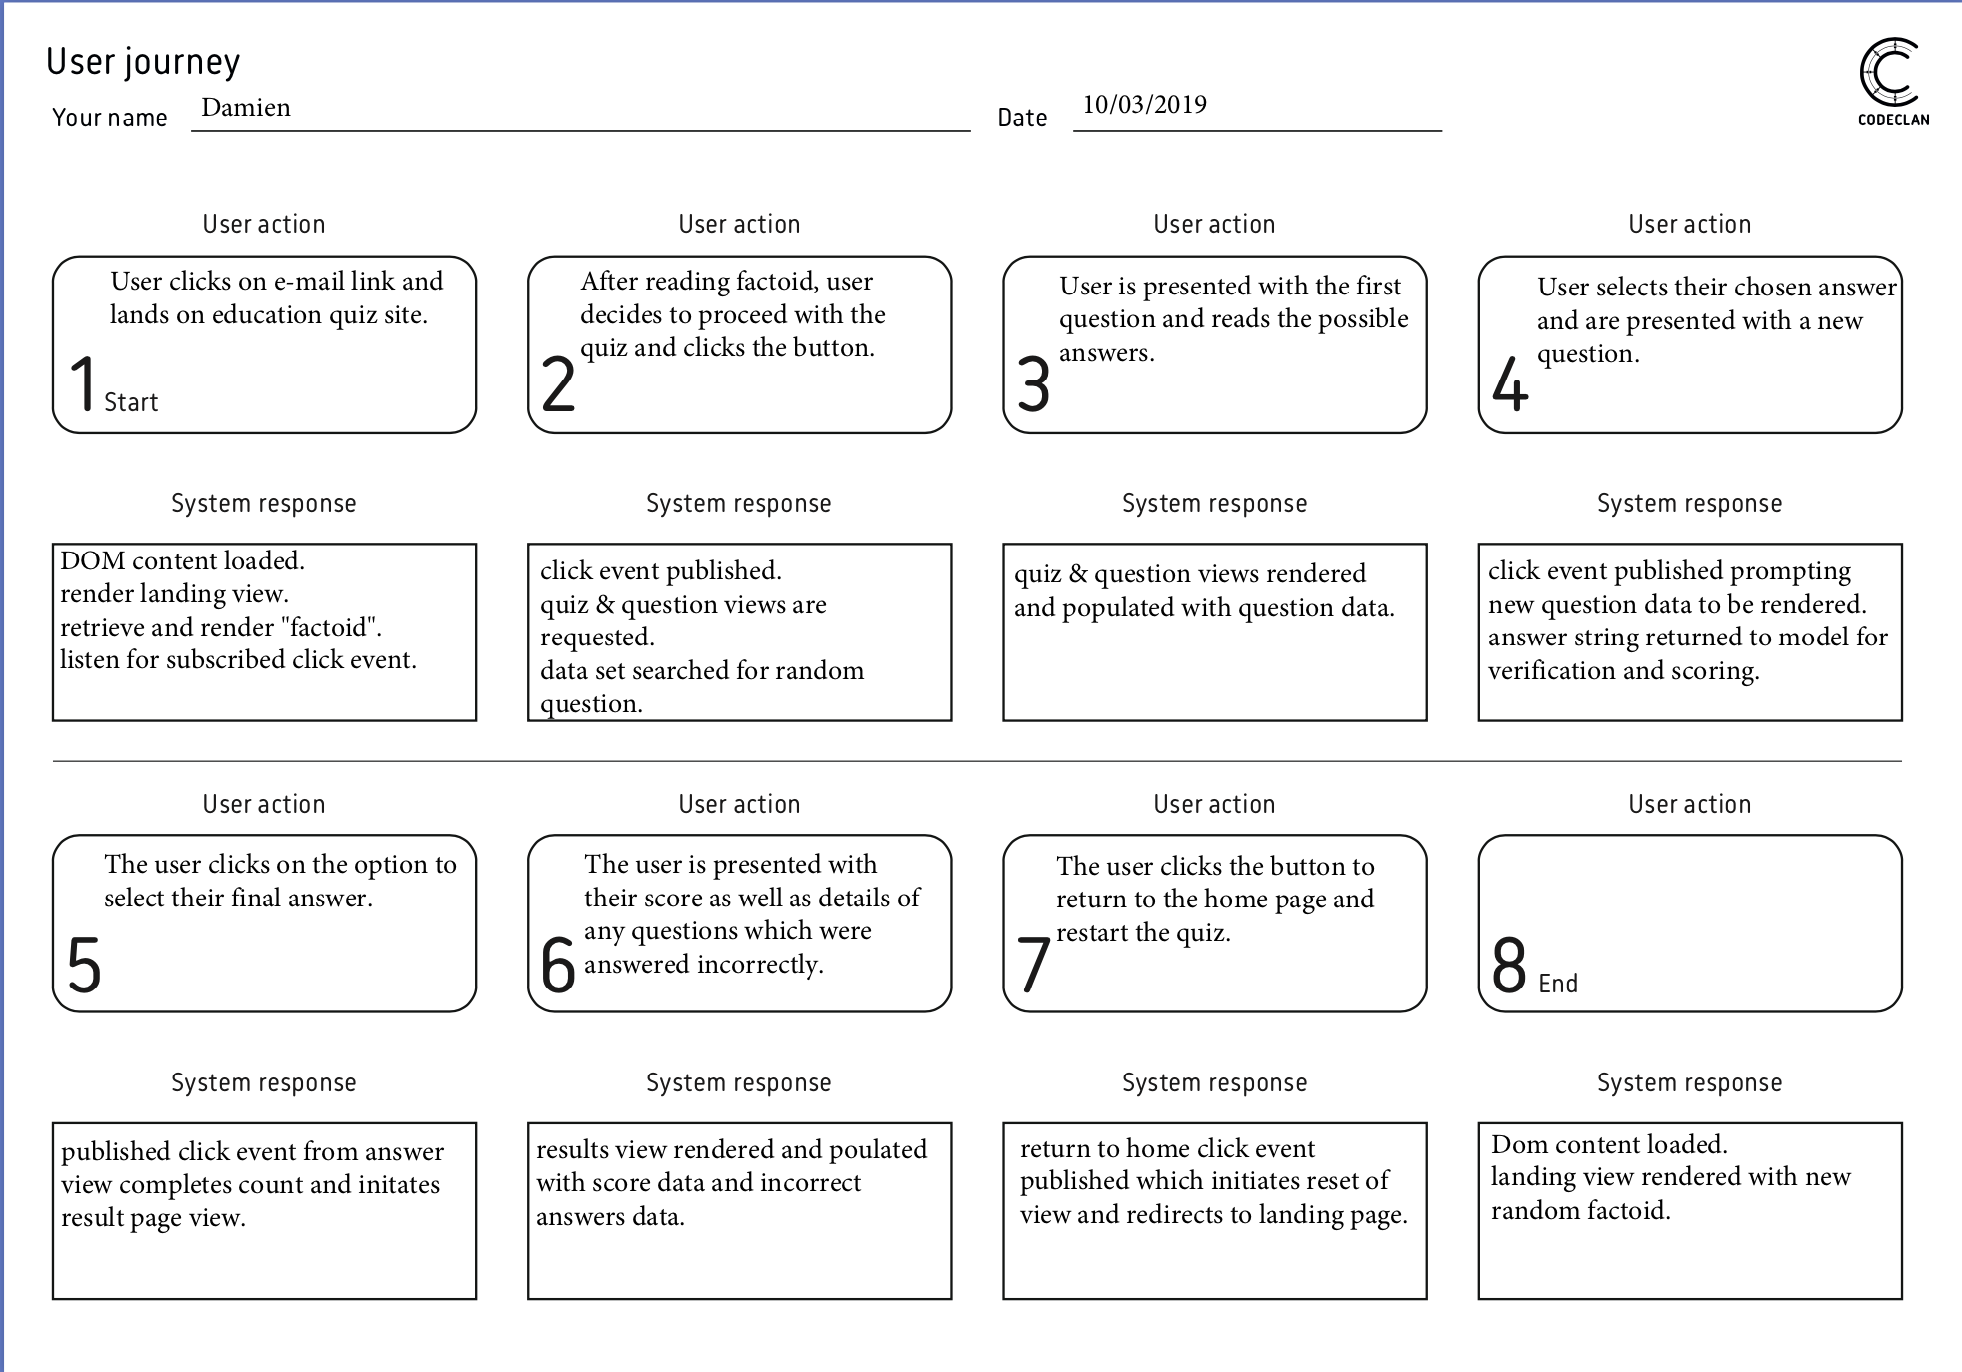 User journey
Your name Damien Date 10/03/2019
CODECLAN
User action
User action
User action
User action
User clicks on e-mail link and
lands on education quiz site.
1 Start
After reading factoid, user
decides to proceed with the
quiz and clicks the button.
2
User is presented with the first
question and reads the possible
answers.
3
User selects their chosen answer
and are presented with a new
question.
4
System response
System response
System response
System response
DOM content loaded.
render landing view.
retrieve and render "factoid".
listen for subscribed click event.
click event published.
quiz & question views are
requested.
data set searched for random
question.
quiz & question views rendered
and populated with question data.
click event published prompting
new question data to be rendered.
answer string returned to model for
verification and scoring.
User action
User action
User action
User action
The user clicks on the option to
select their final answer.
5
The user is presented with
their score as well as details of
any questions which were
answered incorrectly.
6
The user clicks the button to
return to the home page and
restart the quiz.
7
8 End
System response
System response
System response
System response
published click event from answer
view completes count and initates
result page view.
results view rendered and poulated
with score data and incorrect
answers data.
return to home click event
published which initiates reset of
view and redirects to landing page.
Dom content loaded.
landing view rendered with new
random factoid.